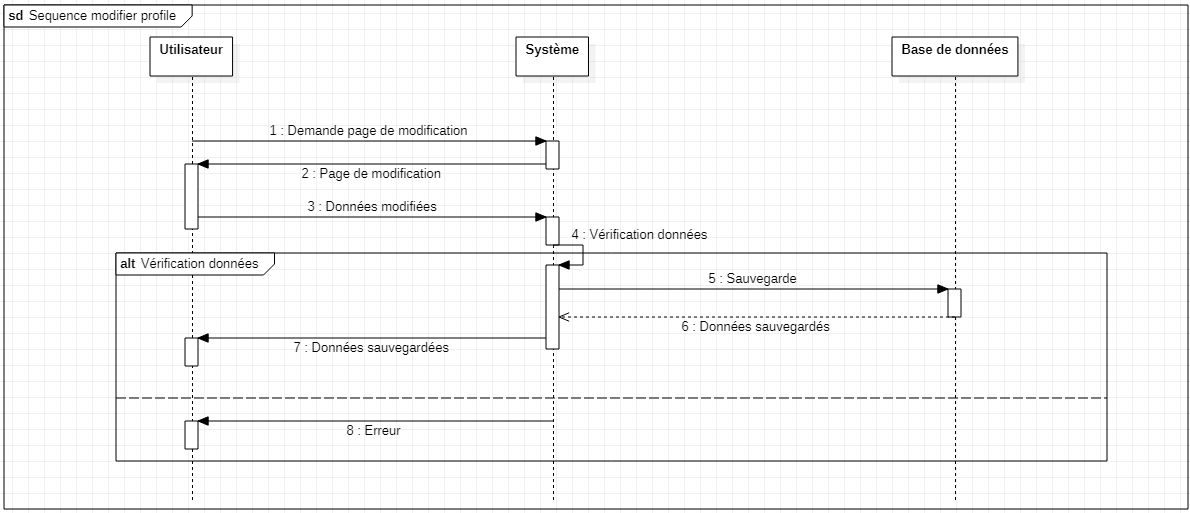 sd Sequence modifier profile
Utilisateur
Système
Base de données
1 : Demande page de modification
2 : Page de modification
3 : Données modifiées
4 : Vérification données
alt Vérification données
5 : Sauvegarde
6 : Données sauvegardés
7 : Données sauvegardées
8 : Erreur